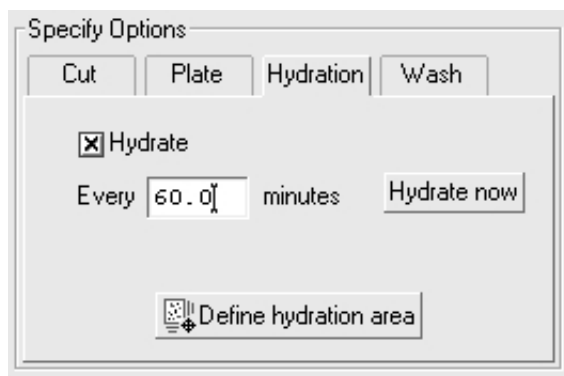 Specify Options
Cut Plate Hydration Wash
Hydrate
Every 60.0 minutes Hydrate now
Define hydration area